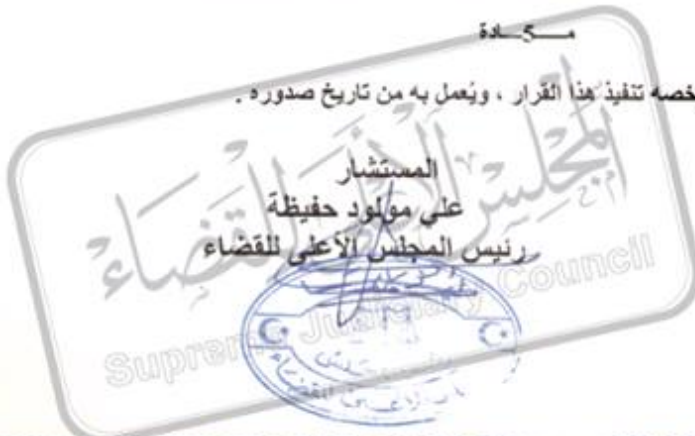 مـــ5ـــادة
خصه تنفيذ هذا القرار ، ويُعمل به من تاريخ صدوره .
المستشار
علي مولود حفيظة
رئيس المجلس الأعلى للقضاء
المجلس الأعلى للقضاء
Supreme Judiciary Council